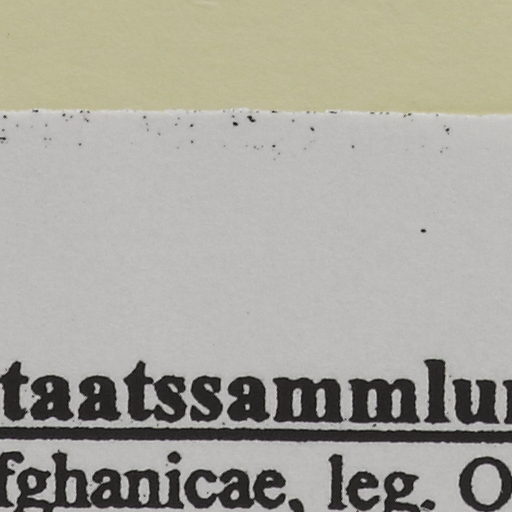 taatssammlu
fghanicae, leg. O